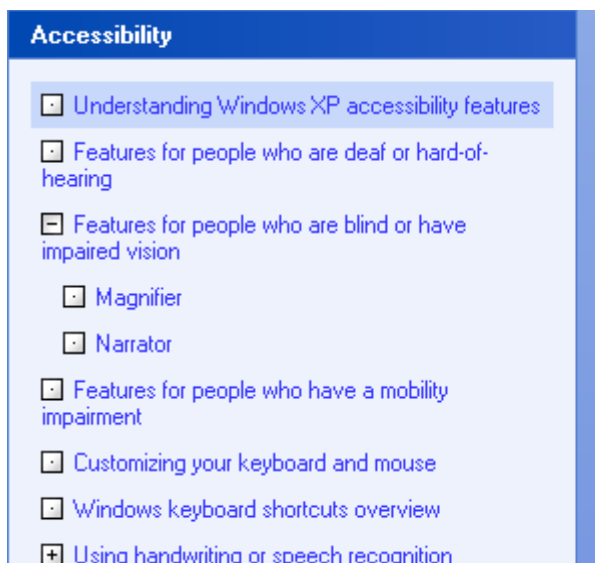 Accessibility
Understanding Windows XP accessibility features
Features for people who are deaf or hard-of-
hearing
Features for people who are blind or have
impaired vision
Magnifier
Narrator
Features for people who have a mobility
impairment
Customizing your keyboard and mouse
Windows keyboard shortcuts overview
Using handwriting or speech recognition